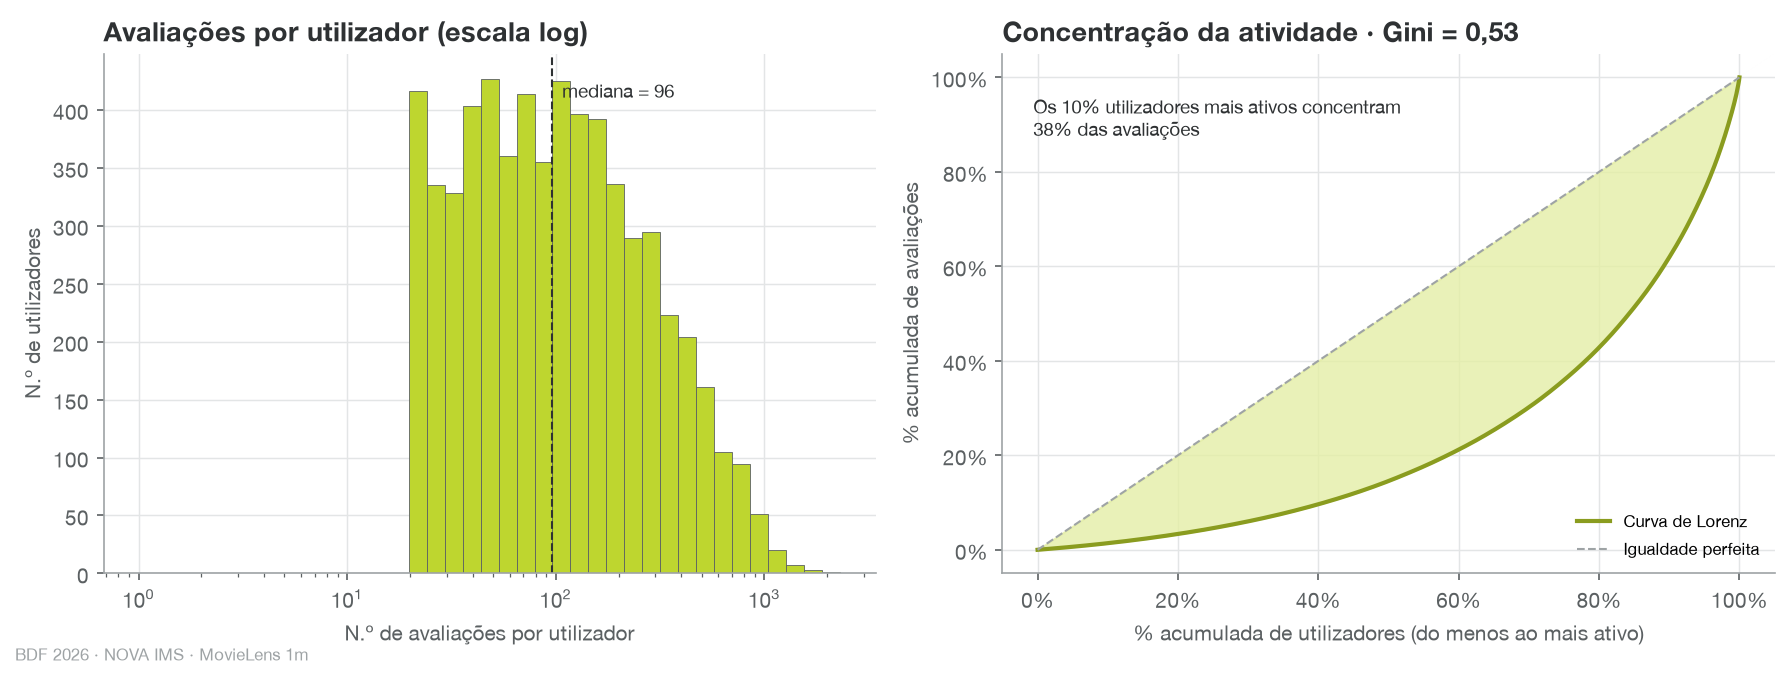 Avaliações por utilizador (escala log)
mediana = 96
N.º de utilizadores
400
350
300
250
200
150
100
50
0
10⁰
10¹
10²
10³
N.º de avaliações por utilizador
Concentração da atividade · Gini = 0,53
Os 10% utilizadores mais ativos concentram
38% das avaliações
% acumulada de avaliações
100%
80%
60%
40%
20%
0%
Curva de Lorenz
Igualdade perfeita
0%
20%
40%
60%
80%
100%
% acumulada de utilizadores (do menos ao mais ativo)
BDF 2026 · NOVA IMS · MovieLens 1m